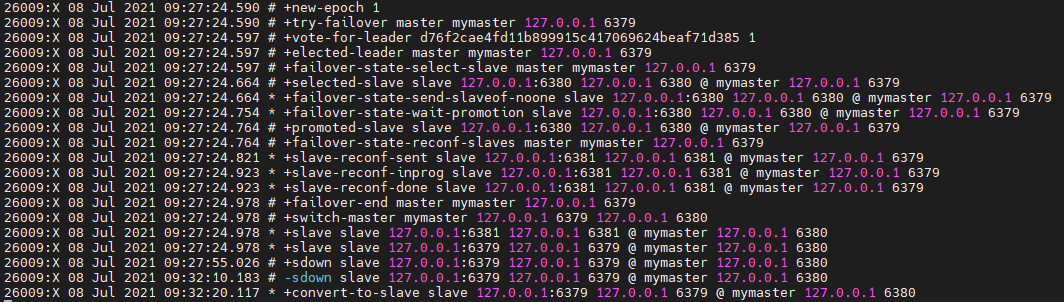 26009:X 08 Jul 2021 09:27:24.590 # +new-epoch 1
26009:X 08 Jul 2021 09:27:24.590 # +try-failover master mymaster 127.0.0.1 6379
26009:X 08 Jul 2021 09:27:24.597 # +vote-for-leader d76f2cae4fd11b899915c417069624beaf71d385 1
26009:X 08 Jul 2021 09:27:24.597 # +elected-leader master mymaster 127.0.0.1 6379
26009:X 08 Jul 2021 09:27:24.597 # +failover-state-select-slave master mymaster 127.0.0.1 6379
26009:X 08 Jul 2021 09:27:24.664 # +selected-slave slave 127.0.0.1:6380 127.0.0.1 6380 @ mymaster 127.0.0.1 6379
26009:X 08 Jul 2021 09:27:24.664 * +failover-state-send-slaveof-noone slave 127.0.0.1:6380 127.0.0.1 6380 @ mymaster 127.0.0.1 6379
26009:X 08 Jul 2021 09:27:24.754 * +failover-state-wait-promotion slave 127.0.0.1:6380 127.0.0.1 6380 @ mymaster 127.0.0.1 6379
26009:X 08 Jul 2021 09:27:24.764 # +promoted-slave slave 127.0.0.1:6380 127.0.0.1 6380 @ mymaster 127.0.0.1 6379
26009:X 08 Jul 2021 09:27:24.764 # +failover-state-reconf-slaves master mymaster 127.0.0.1 6379
26009:X 08 Jul 2021 09:27:24.821 * +slave-reconf-sent slave 127.0.0.1:6381 127.0.0.1 6381 @ mymaster 127.0.0.1 6379
26009:X 08 Jul 2021 09:27:24.923 * +slave-reconf-inprog slave 127.0.0.1:6381 127.0.0.1 6381 @ mymaster 127.0.0.1 6379
26009:X 08 Jul 2021 09:27:24.923 * +slave-reconf-done slave 127.0.0.1:6381 127.0.0.1 6381 @ mymaster 127.0.0.1 6379
26009:X 08 Jul 2021 09:27:24.978 # +failover-end master mymaster 127.0.0.1 6379
26009:X 08 Jul 2021 09:27:24.978 # +switch-master mymaster 127.0.0.1 6379 127.0.0.1 6380
26009:X 08 Jul 2021 09:27:24.978 * +slave slave 127.0.0.1:6381 127.0.0.1 6381 @ mymaster 127.0.0.1 6380
26009:X 08 Jul 2021 09:27:24.978 * +slave slave 127.0.0.1:6379 127.0.0.1 6379 @ mymaster 127.0.0.1 6380
26009:X 08 Jul 2021 09:27:55.026 # +sdown slave 127.0.0.1:6379 127.0.0.1 6379 @ mymaster 127.0.0.1 6380
26009:X 08 Jul 2021 09:32:10.183 # -sdown slave 127.0.0.1:6379 127.0.0.1 6379 @ mymaster 127.0.0.1 6380
26009:X 08 Jul 2021 09:32:20.117 * +convert-to-slave slave 127.0.0.1:6379 127.0.0.1 6379 @ mymaster 127.0.0.1 6380